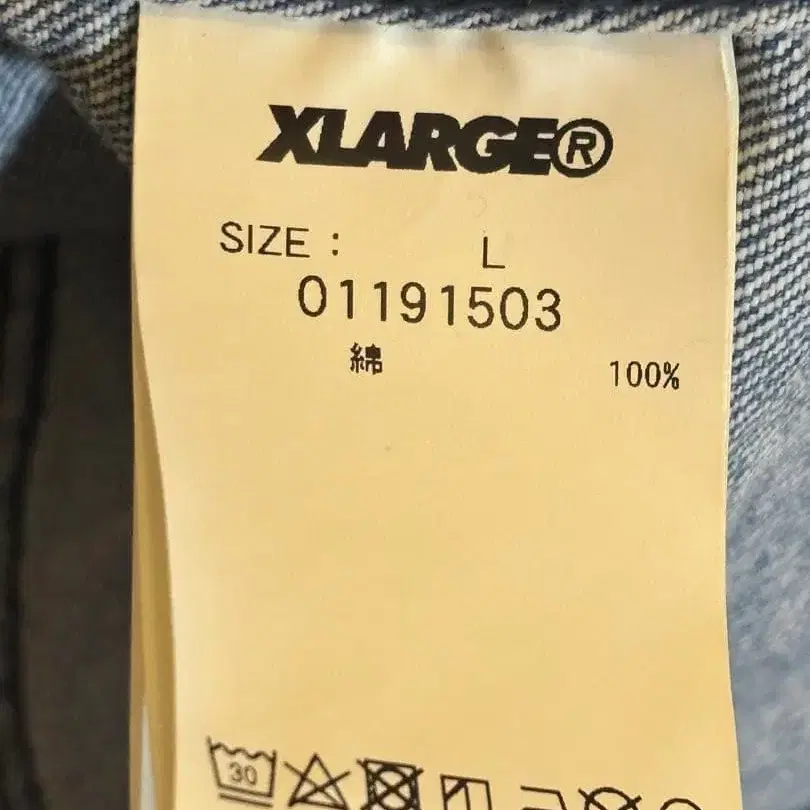 XLARGE®
SIZE : L
01191503
綿 100%
30